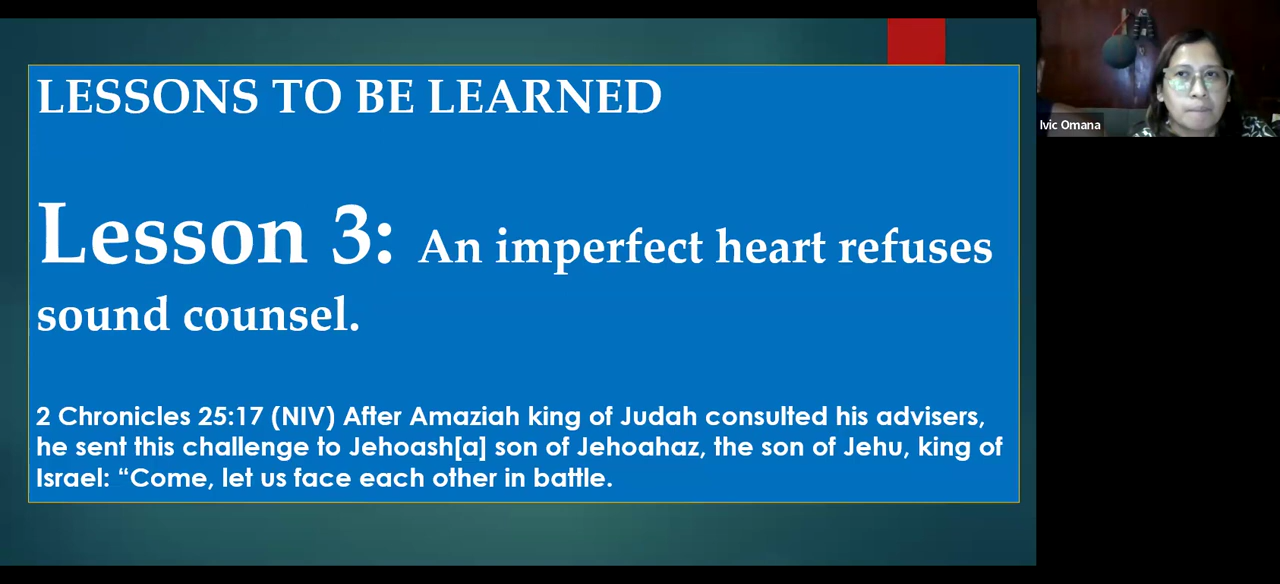 LESSONS TO BE LEARNED
Lesson 3: An imperfect heart refuses
sound counsel.
2 Chronicles 25:17 (NIV) After Amaziah king of Judah consulted his advisers,
he sent this challenge to Jehoash[a] son of Jehoahaz, the son of Jehu, king of
Israel: “Come, let us face each other in battle.
Ivic Omana